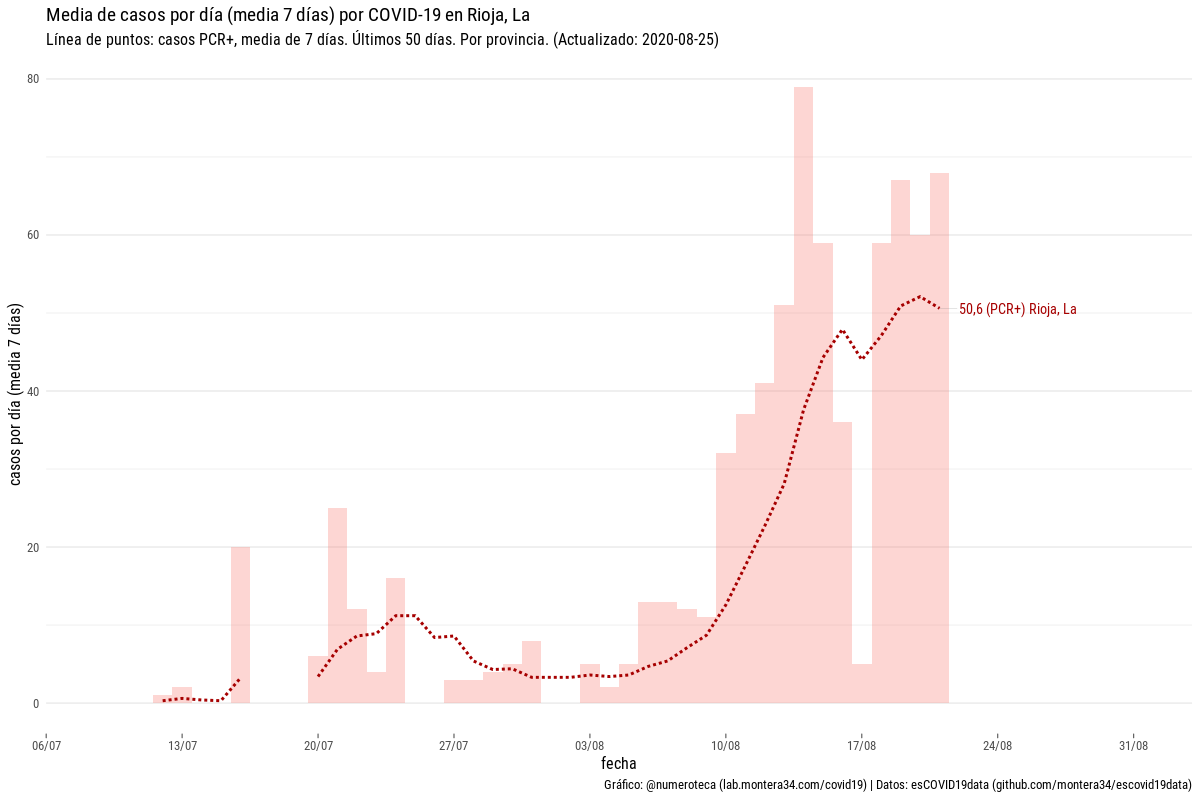 Media de casos por día (media 7 días) por COVID-19 en Rioja, La
Línea de puntos: casos PCR+, media de 7 días. Últimos 50 días. Por provincia. (Actualizado: 2020-08-25)
casos por día (media 7 días)
80
60
40
20
0
50,6 (PCR+) Rioja, La
06/07 13/07 20/07 27/07 03/08 10/08 17/08 24/08 31/08
fecha
Gráfico: @numeroteca (lab.montera34.com/covid19) | Datos: esCOVID19data (github.com/montera34/escovid19data)